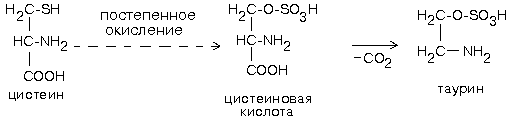 H₂C–SH
HC–NH₂
COOH
цистеин
постепенное
окисление
H₂C–O–SO₃H
HC–NH₂
COOH
цистеиновая
кислота
–CO₂
H₂C–O–SO₃H
H₂C–NH₂
таурин